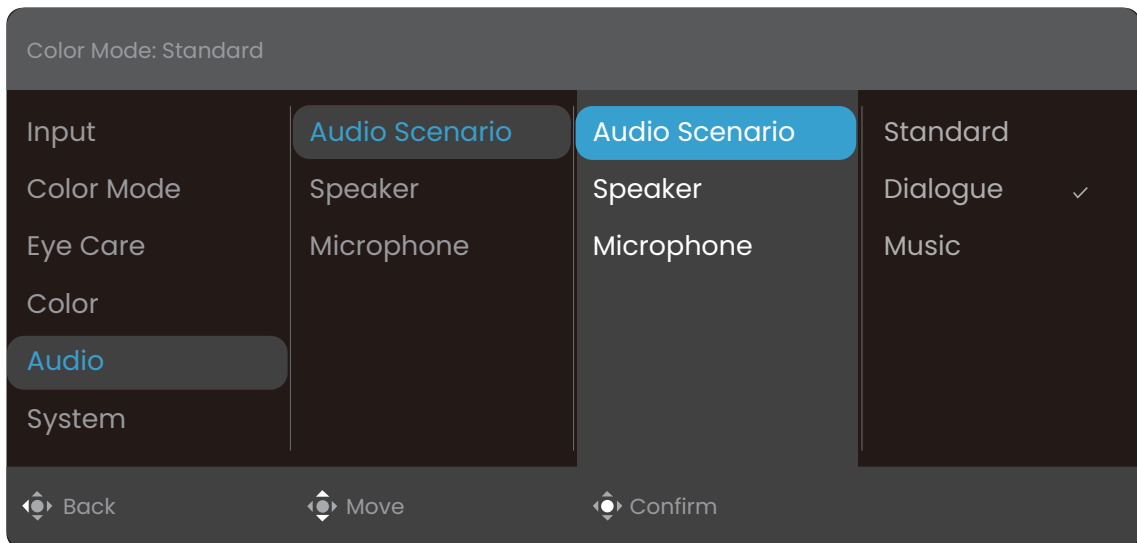 Color Mode: Standard
Input
Color Mode
Eye Care
Color
Audio
System
Audio Scenario
Speaker
Microphone
Audio Scenario
Speaker
Microphone
Standard
Dialogue
Music
Back
Move
Confirm